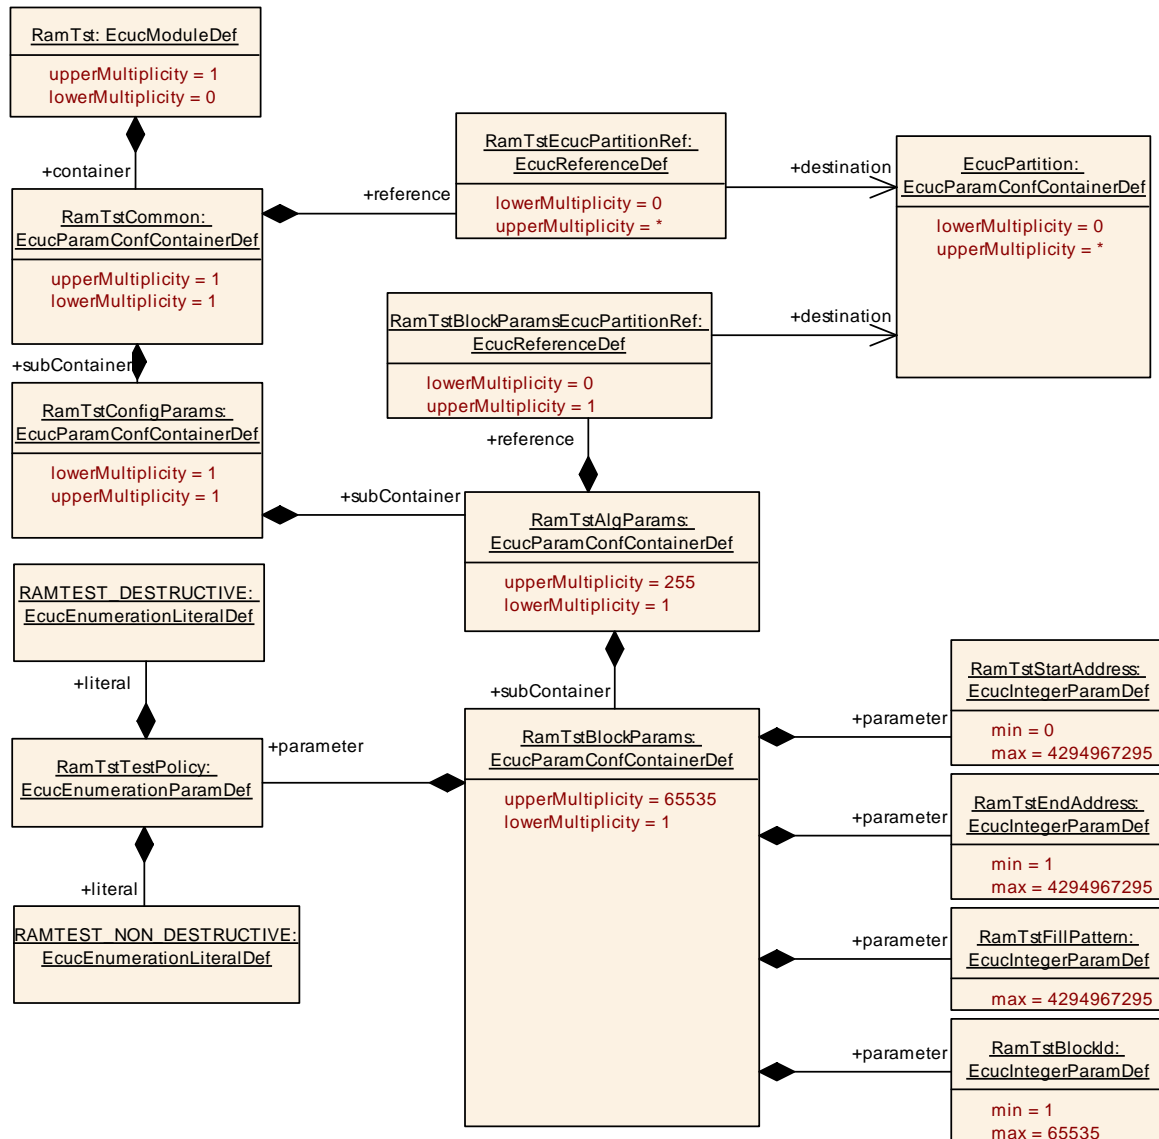 RamTst: EcucModuleDef
upperMultiplicity = 1
lowerMultiplicity = 0
+container
RamTstCommon:
EcucParamConfContainerDef
upperMultiplicity = 1
lowerMultiplicity = 1
+reference
RamTstEcucPartitionRef:
EcucReferenceDef
lowerMultiplicity = 0
upperMultiplicity = *
+destination
EcucPartition:
EcucParamConfContainerDef
lowerMultiplicity = 0
upperMultiplicity = *
RamTstBlockParamsEcucPartitionRef:
EcucReferenceDef
lowerMultiplicity = 0
upperMultiplicity = 1
+destination
+subContainer
RamTstConfigParams:
EcucParamConfContainerDef
lowerMultiplicity = 1
upperMultiplicity = 1
+reference
+subContainer
RamTstAlgParams:
EcucParamConfContainerDef
upperMultiplicity = 255
lowerMultiplicity = 1
RAMTEST_DESTRUCTIVE:
EcucEnumerationLiteralDef
+literal
+subContainer
RamTstTestPolicy:
EcucEnumerationParamDef
+parameter
RamTstBlockParams:
EcucParamConfContainerDef
upperMultiplicity = 65535
lowerMultiplicity = 1
+literal
RAMTEST_NON_DESTRUCTIVE:
EcucEnumerationLiteralDef
+parameter
RamTstStartAddress:
EcucIntegerParamDef
min = 0
max = 4294967295
+parameter
RamTstEndAddress:
EcucIntegerParamDef
min = 1
max = 4294967295
+parameter
RamTstFillPattern:
EcucIntegerParamDef
max = 4294967295
+parameter
RamTstBlockId:
EcucIntegerParamDef
min = 1
max = 65535